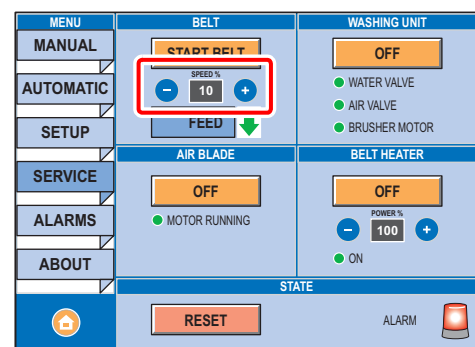 MENU
MANUAL
AUTOMATIC
SETUP
SERVICE
ALARMS
ABOUT
BELT
START BELT
SPEED %
10
FEED
WASHING UNIT
OFF
WATER VALVE
AIR VALVE
BRUSHER MOTOR
AIR BLADE
OFF
MOTOR RUNNING
BELT HEATER
OFF
POWER %
100
ON
STATE
RESET
ALARM